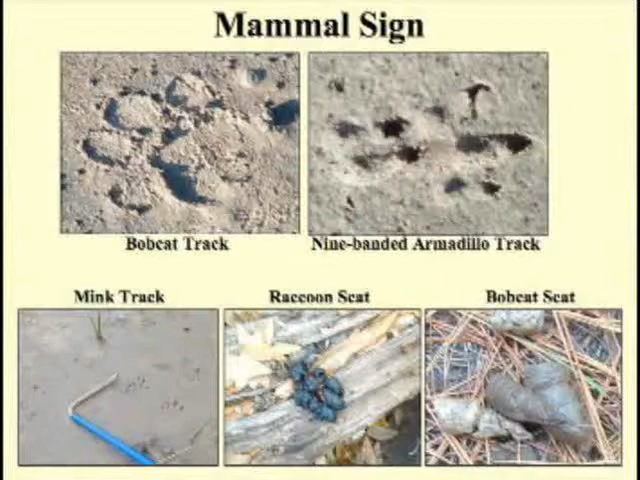 Mammal Sign
Bobcat Track
Nine-banded Armadillo Track
Mink Track
Raccoon Scat
Bobcat Scat